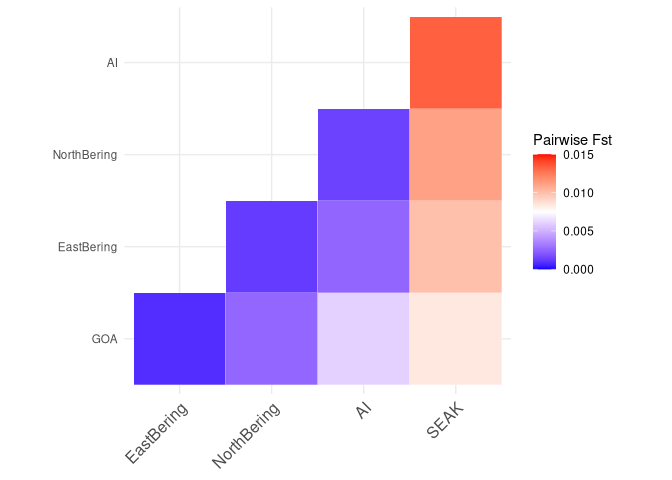 AI
NorthBering
EastBering
GOA
EastBering
NorthBering
AI
SEAK
Pairwise Fst
0.015
0.010
0.005
0.000